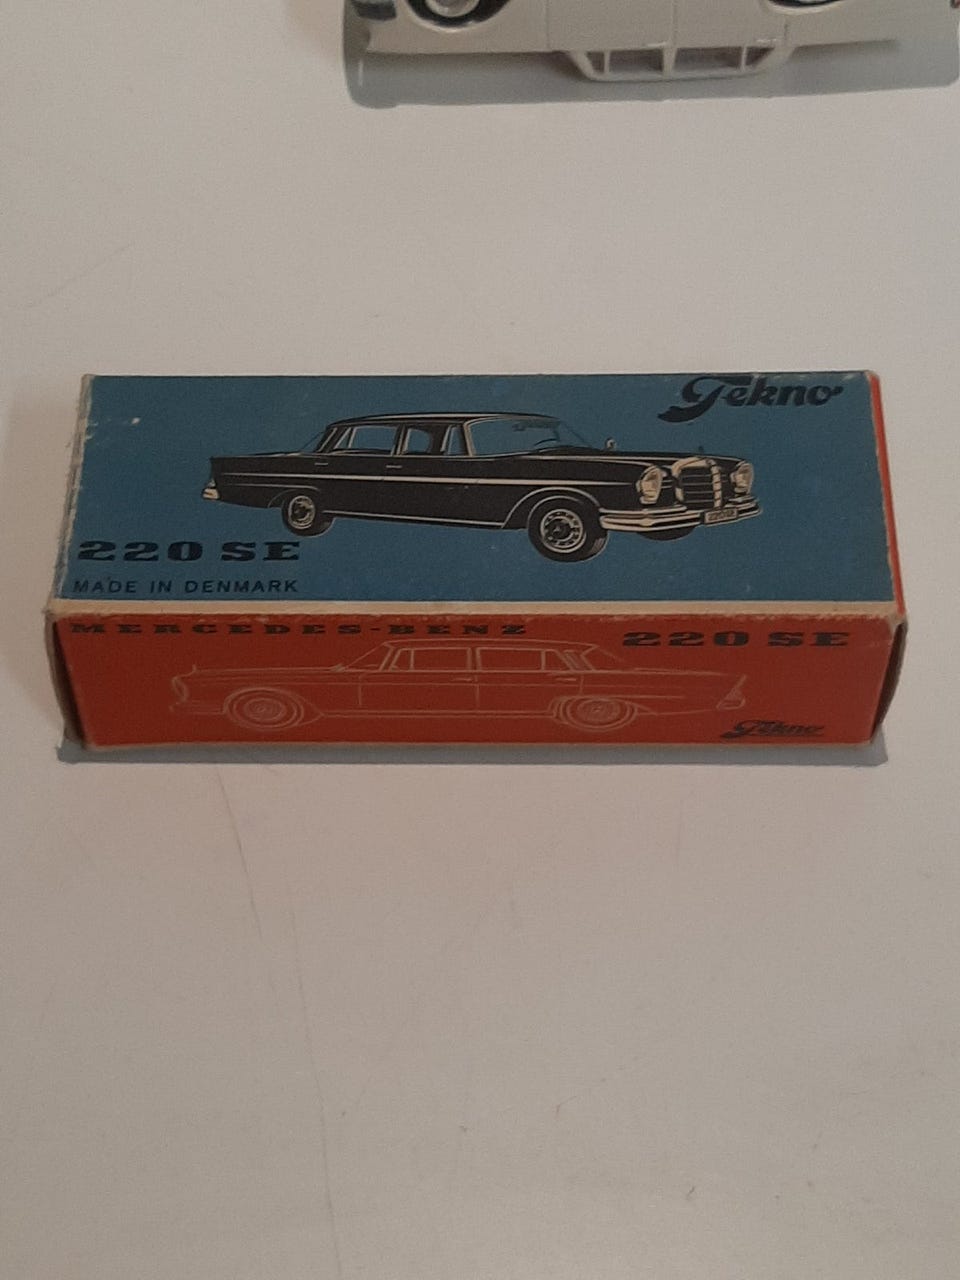 Tekno
220 SE
MADE IN DENMARK
MERCEDES-BENZ
220 SE
Tekno